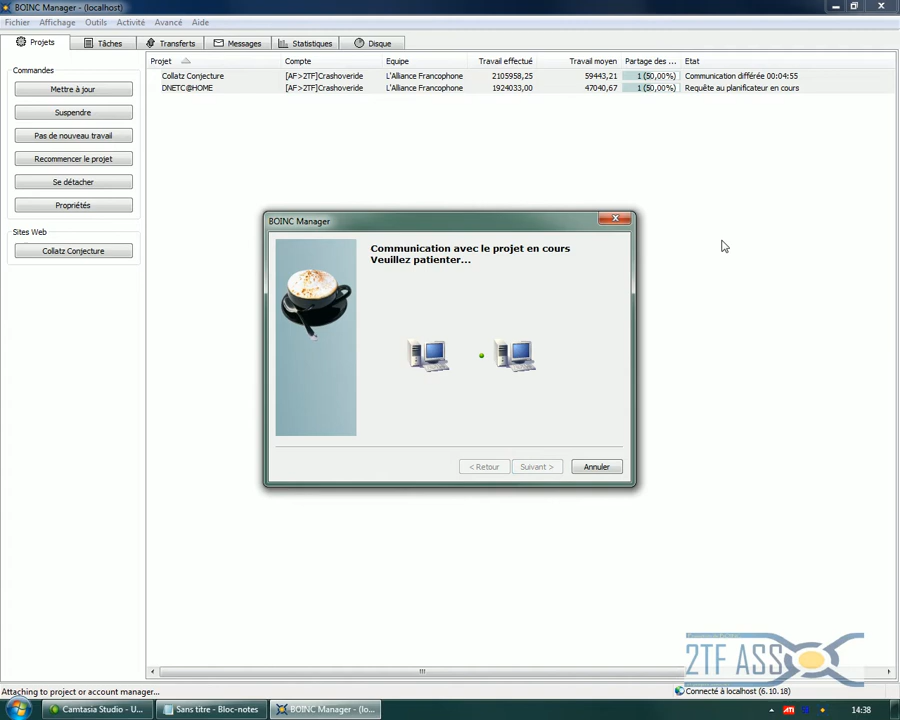 BOINC Manager - (localhost)
Fichier Affichage Outils Activité Avancé Aide
Projets Tâches Transferts Messages Statistiques Disque
Commandes
Mettre à jour
Suspendre
Pas de nouveau travail
Recommencer le projet
Se détacher
Propriétés
Sites Web
Collatz Conjecture
Projet Compte Equipe Travail effectué Travail moyen Partage des ... Etat
Collatz Conjecture [AF>2TF]Crashoveride L'Alliance Francophone 2105958,25 59443,21 1 (50,00%) Communication différée 00:04:55
DNETC@HOME [AF>2TF]Crashoveride L'Alliance Francophone 1924033,00 47040,67 1 (50,00%) Requête au planificateur en cours
BOINC Manager
Communication avec le projet en cours
Veuillez patienter...
< Retour Suivant > Annuler
2TF ASSO
Attaching to project or account manager...
Connecté à localhost (6.10.18)
Camtasia Studio - U... Sans titre - Bloc-notes BOINC Manager - (lo... ATI 14:38